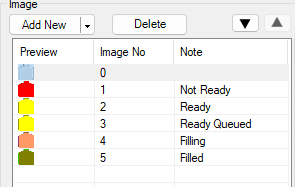 Image
Add New Delete
Preview Image No Note
0
1 Not Ready
2 Ready
3 Ready Queued
4 Filling
5 Filled